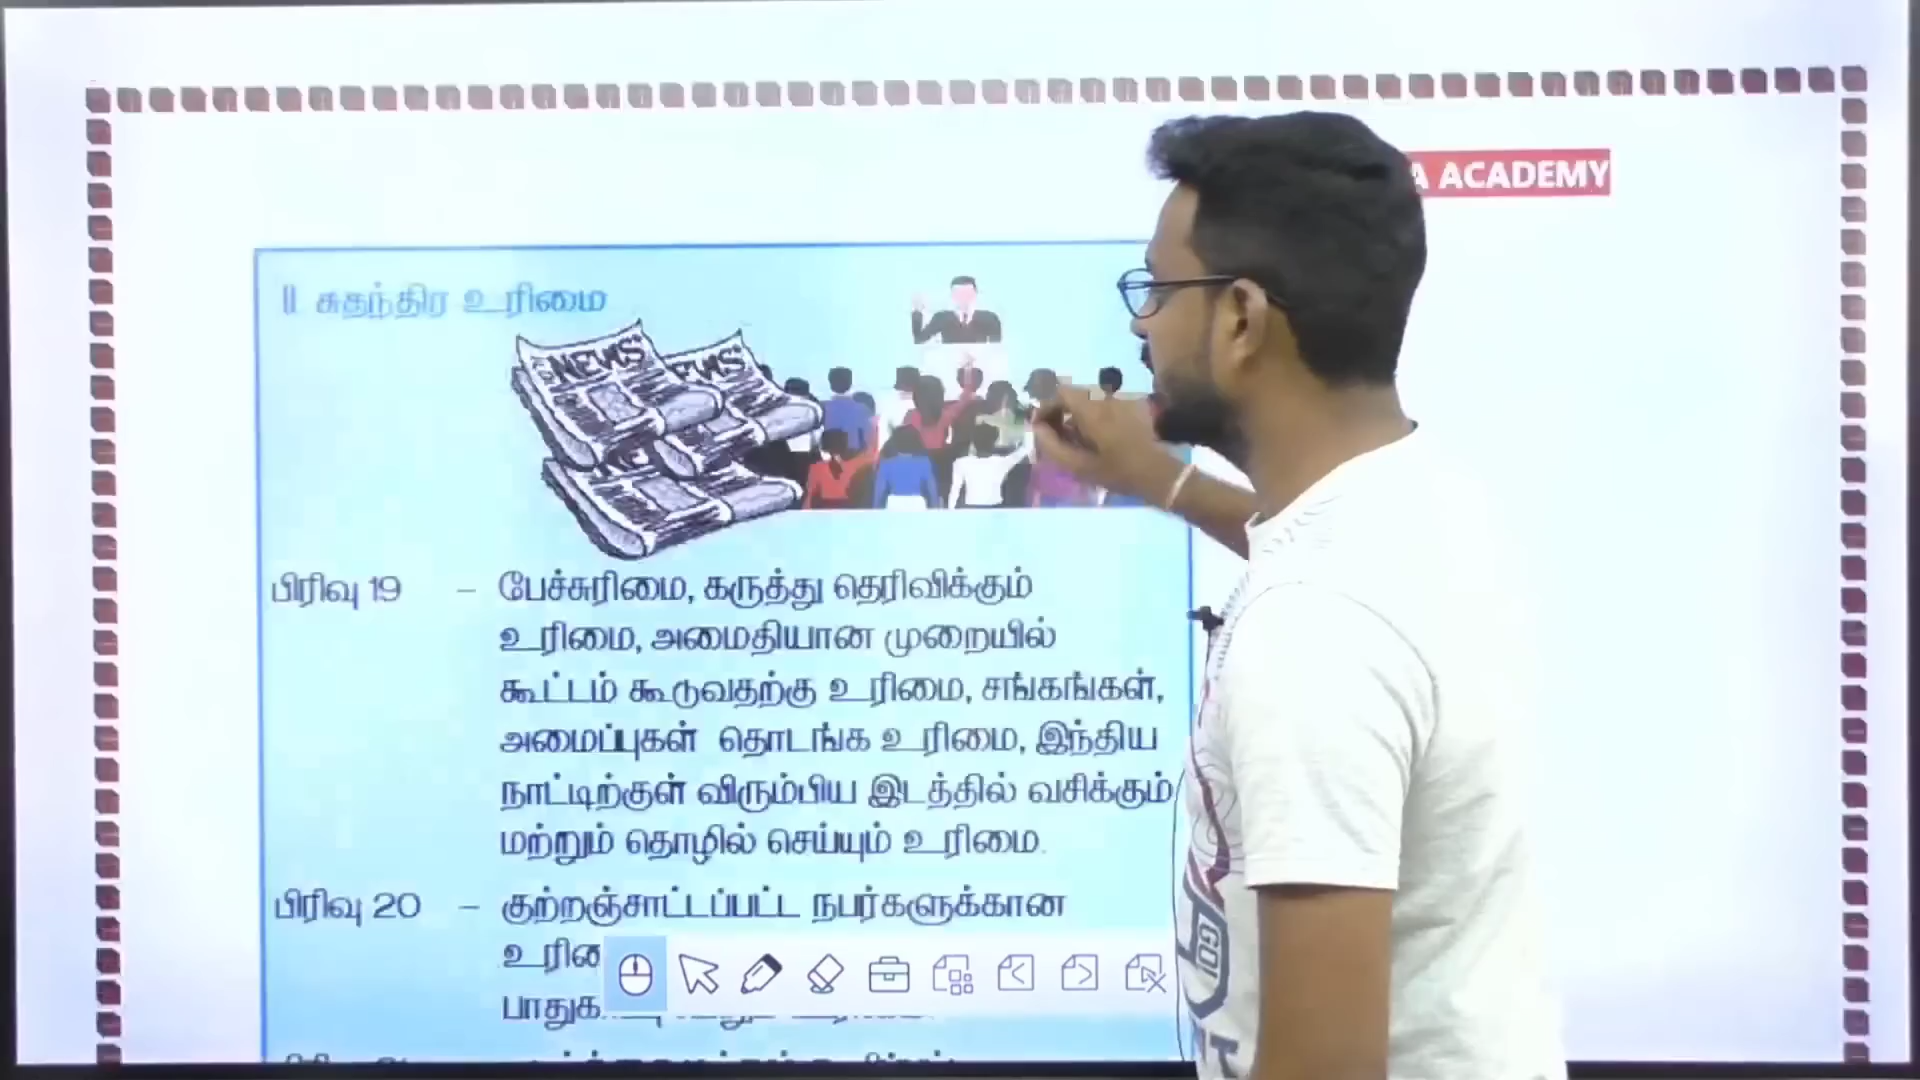 A ACADEMY
II சுதந்திர உரிமை
NEWS
NEWS
பிரிவு 19 – பேச்சுரிமை, கருத்து தெரிவிக்கும்
உரிமை, அமைதியான முறையில்
கூட்டம் கூடுவதற்கு உரிமை, சங்கங்கள்,
அமைப்புகள் தொடங்க உரிமை, இந்திய
நாட்டிற்குள் விரும்பிய இடத்தில் வசிக்கும்
மற்றும் தொழில் செய்யும் உரிமை.
பிரிவு 20 – குற்றஞ்சாட்டப்பட்ட நபர்களுக்கான
GOL